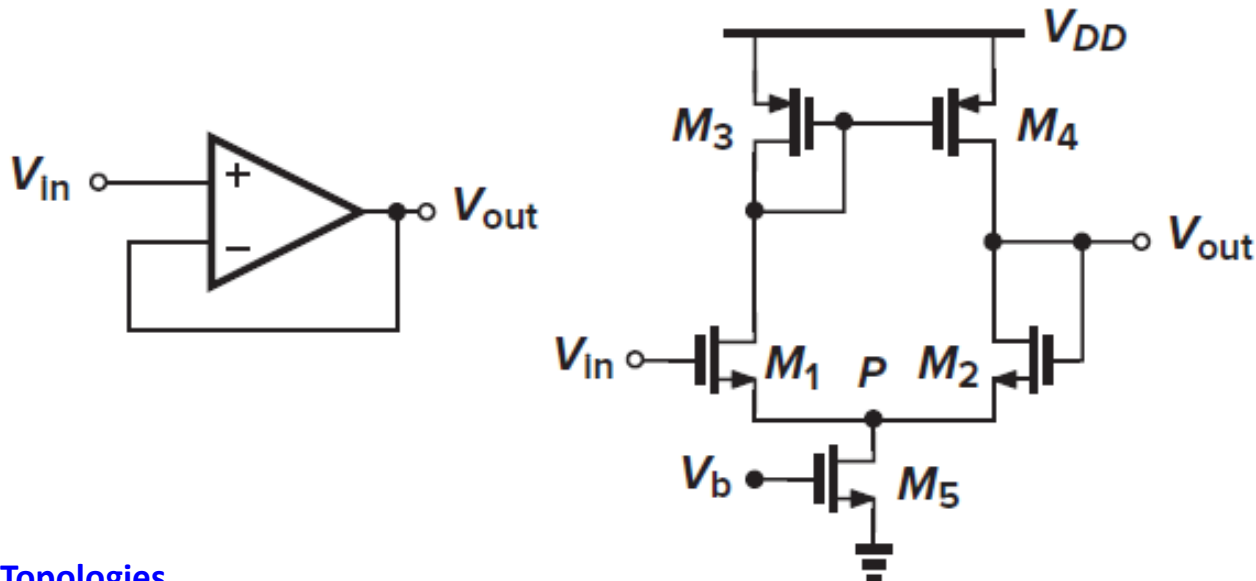 V_DD
M_3
M_4
V_in
+
−
V_out
V_out
V_in
M_1
P
M_2
V_b
M_5
Topologies